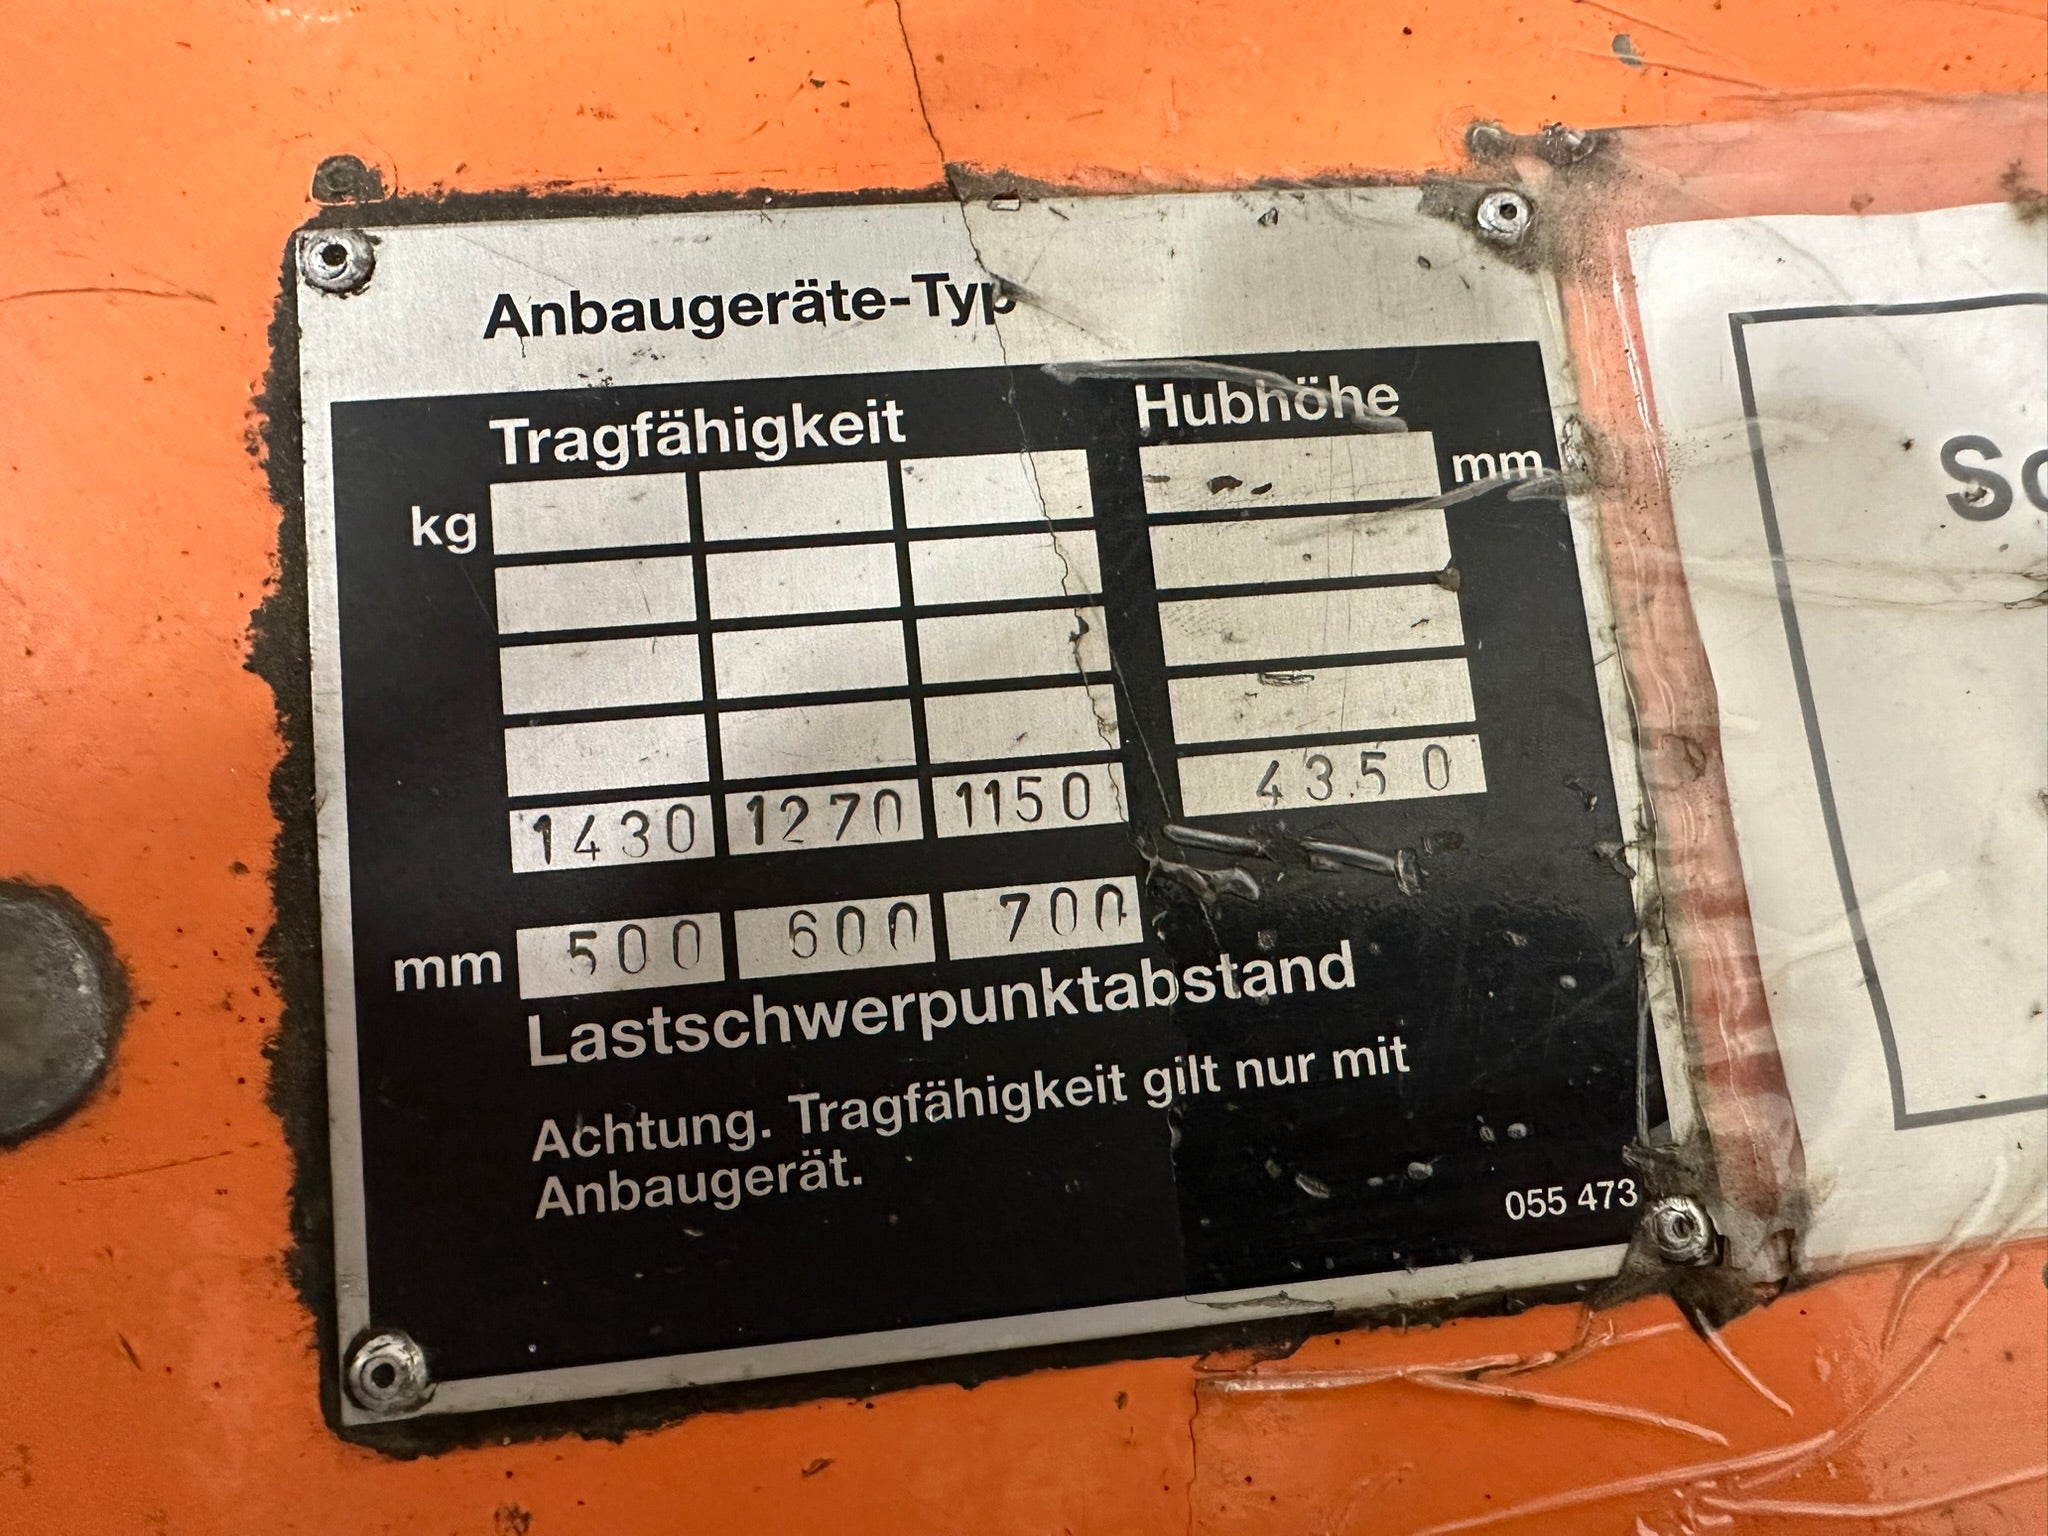 Anbaugeräte-Typ
Tragfähigkeit Hubhöhe
kg mm
1430 1270 1150 4350
mm 500 600 700
Lastschwerpunktabstand
Achtung. Tragfähigkeit gilt nur mit
Anbaugerät.
055 473